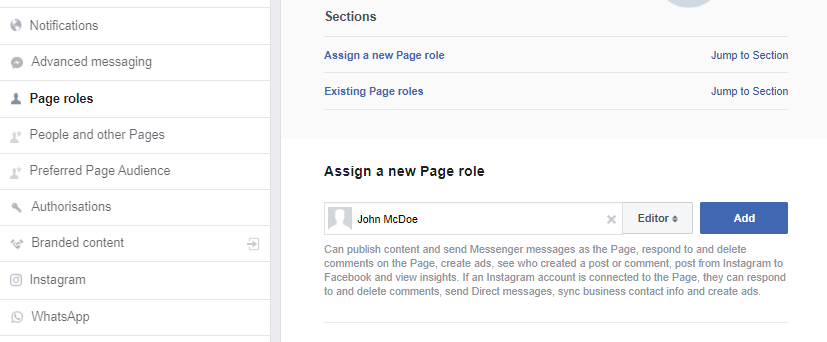 Notifications
Advanced messaging
Page roles
People and other Pages
Preferred Page Audience
Authorisations
Branded content
Instagram
WhatsApp
Sections
Assign a new Page role
Jump to Section
Existing Page roles
Jump to Section
Assign a new Page role
John McDoe
Editor
Add
Can publish content and send Messenger messages as the Page, respond to and delete
comments on the Page, create ads, see who created a post or comment, post from Instagram to
Facebook and view insights. If an Instagram account is connected to the Page, they can respond
to and delete comments, send Direct messages, sync business contact info and create ads.